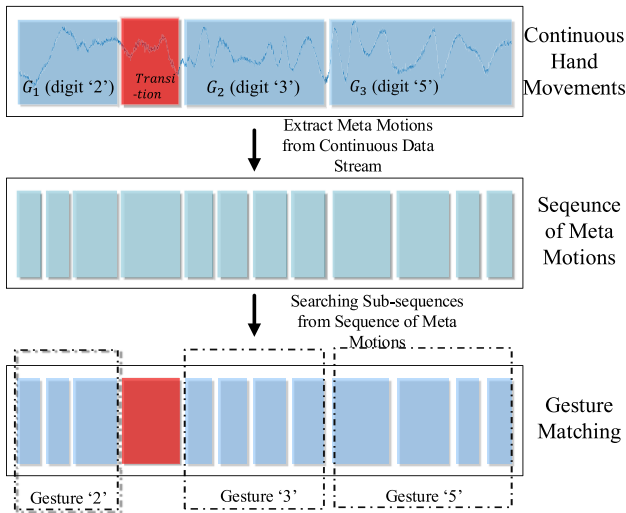 Continuous
Hand
Movements
G₁ (digit ‘2’)
Transi
-tion
G₂ (digit ‘3’)
G₃ (digit ‘5’)
Extract Meta Motions
from Continuous Data
Stream
Seqeunce
of Meta
Motions
Searching Sub-sequences
from Sequence of Meta
Motions
Gesture
Matching
Gesture ‘2’
Gesture ‘3’
Gesture ‘5’